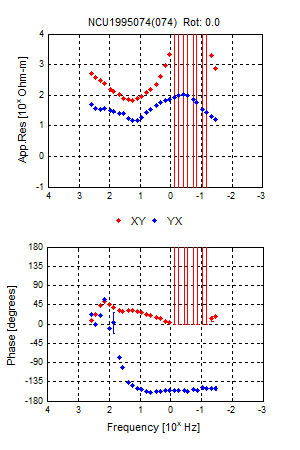 NCU1995074(074) Rot: 0.0
App.Res [10ˣ Ohm-m]
4
3
2
1
0
-1
4 3 2 1 0 -1 -2 -3
XY YX
Phase [degrees]
180
135
90
45
0
-45
-90
-135
-180
4 3 2 1 0 -1 -2 -3
Frequency [10ˣ Hz]